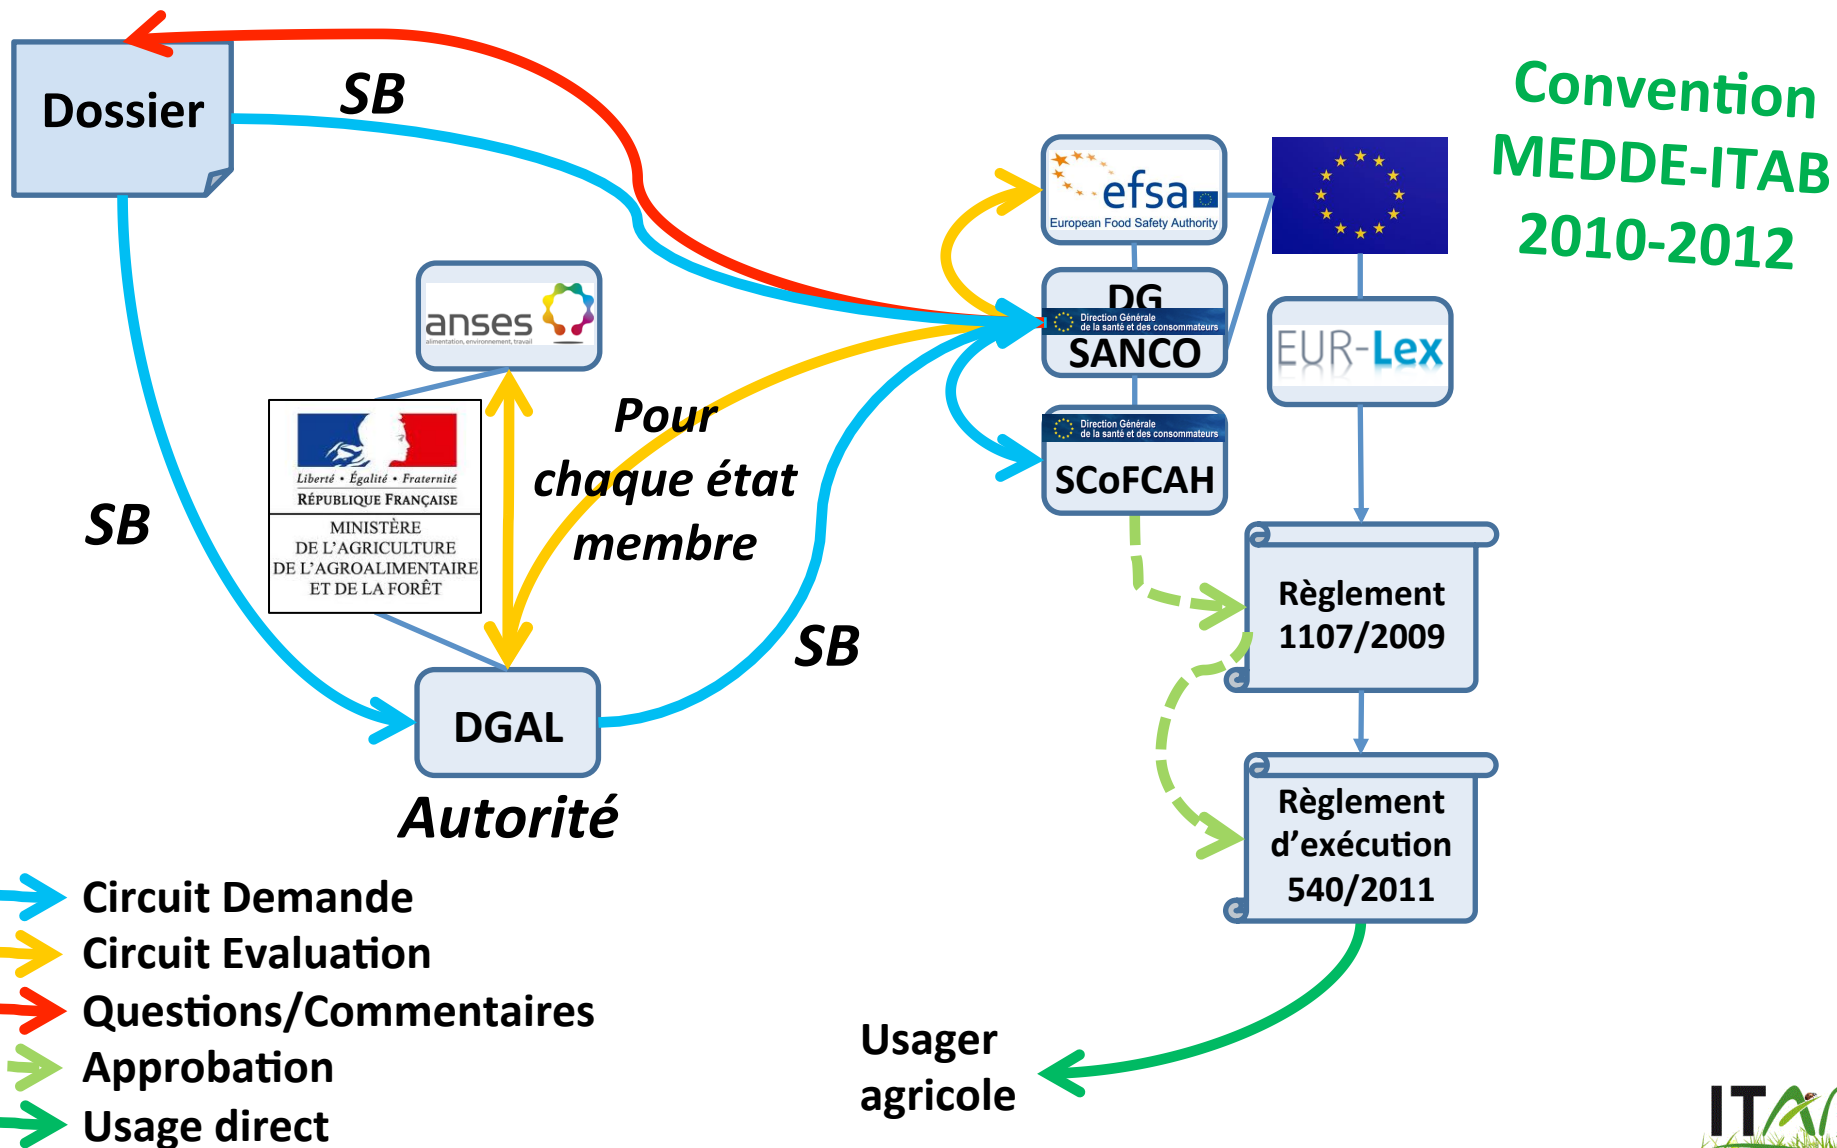 Dossier
SB
Convention
MEDDE-ITAB
2010-2012
efsa
European Food Safety Authority
anses
alimentation, environnement, travail
DG
Direction Générale
de la santé et des consommateurs
SANCO
EUR-Lex
Pour
chaque état
membre
Direction Générale
de la santé et des consommateurs
SCoFCAH
Liberté • Égalité • Fraternité
RÉPUBLIQUE FRANÇAISE
MINISTÈRE
DE L'AGRICULTURE
DE L'AGROALIMENTAIRE
ET DE LA FORÊT
SB
SB
Règlement
1107/2009
DGAL
Autorité
Règlement
d’exécution
540/2011
Circuit Demande
Circuit Evaluation
Questions/Commentaires
Approbation
Usage direct
Usager
agricole